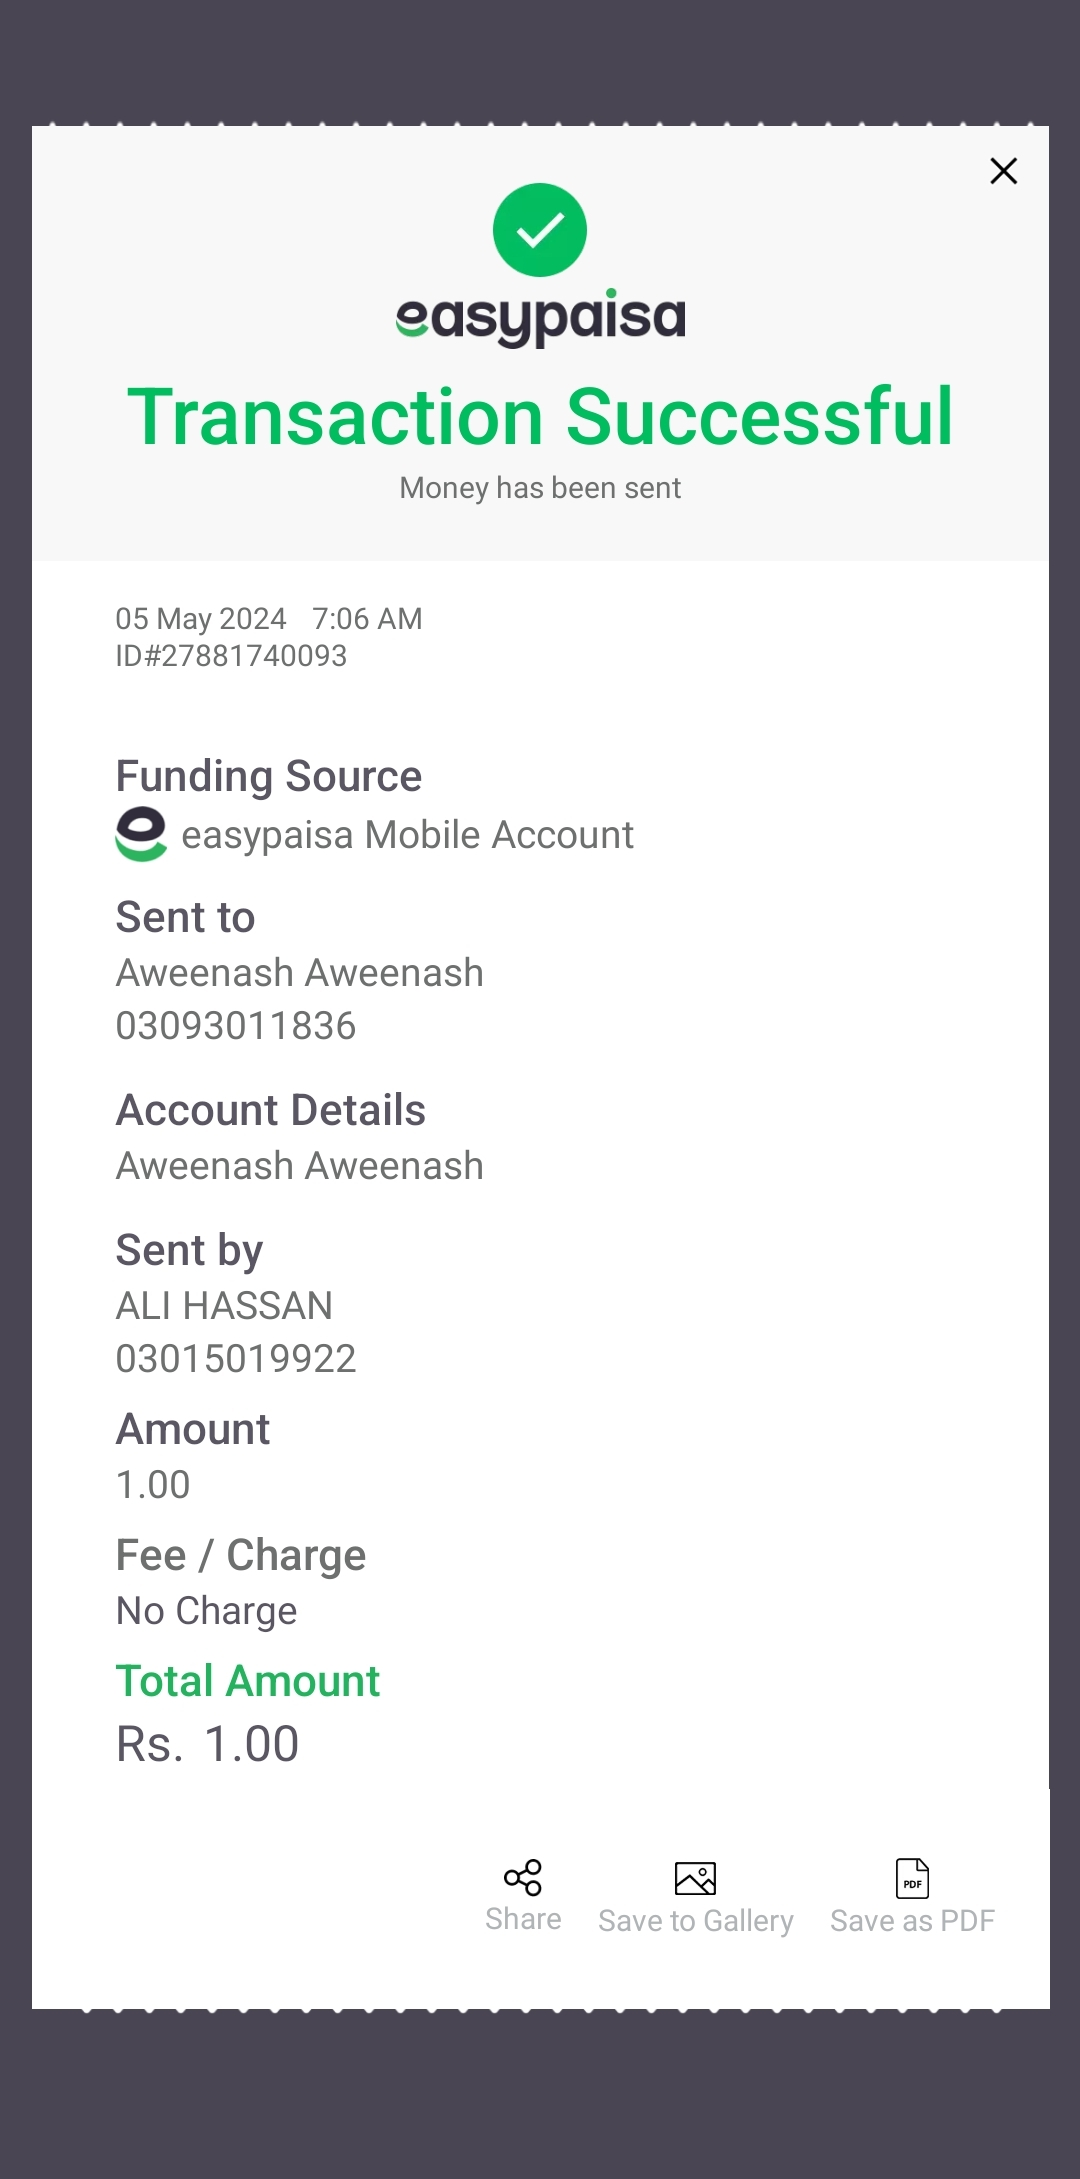 easypaisa
Transaction Successful
Money has been sent
05 May 2024 7:06 AM
ID#27881740093
Funding Source
easypaisa Mobile Account
Sent to
Aweenash Aweenash
03093011836
Account Details
Aweenash Aweenash
Sent by
ALI HASSAN
03015019922
Amount
1.00
Fee / Charge
No Charge
Total Amount
Rs. 1.00
PDF
Share
Save to Gallery
Save as PDF